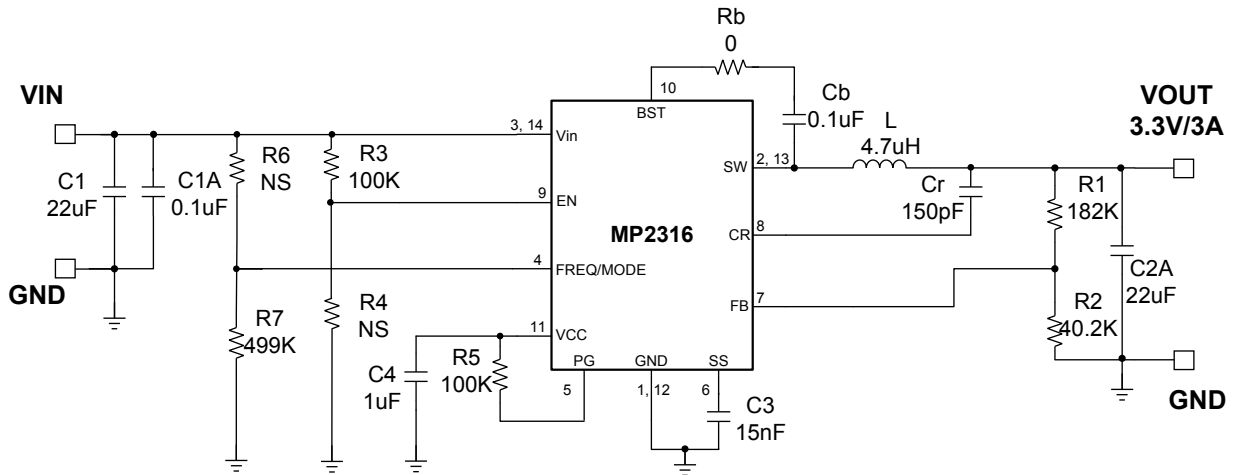 Rb
0
10
BST
Cb
0.1uF
VIN
3, 14
Vin
L
4.7uH
VOUT
3.3V/3A
SW
2, 13
C1
22uF
C1A
0.1uF
R6
NS
R3
100K
9
EN
MP2316
Cr
150pF
R1
182K
CR
8
4
FREQ/MODE
GND
C2A
22uF
FB
7
R2
40.2K
R7
499K
R4
NS
11
VCC
R5
100K
C4
1uF
PG
GND
SS
5
1, 12
6
C3
15nF
GND